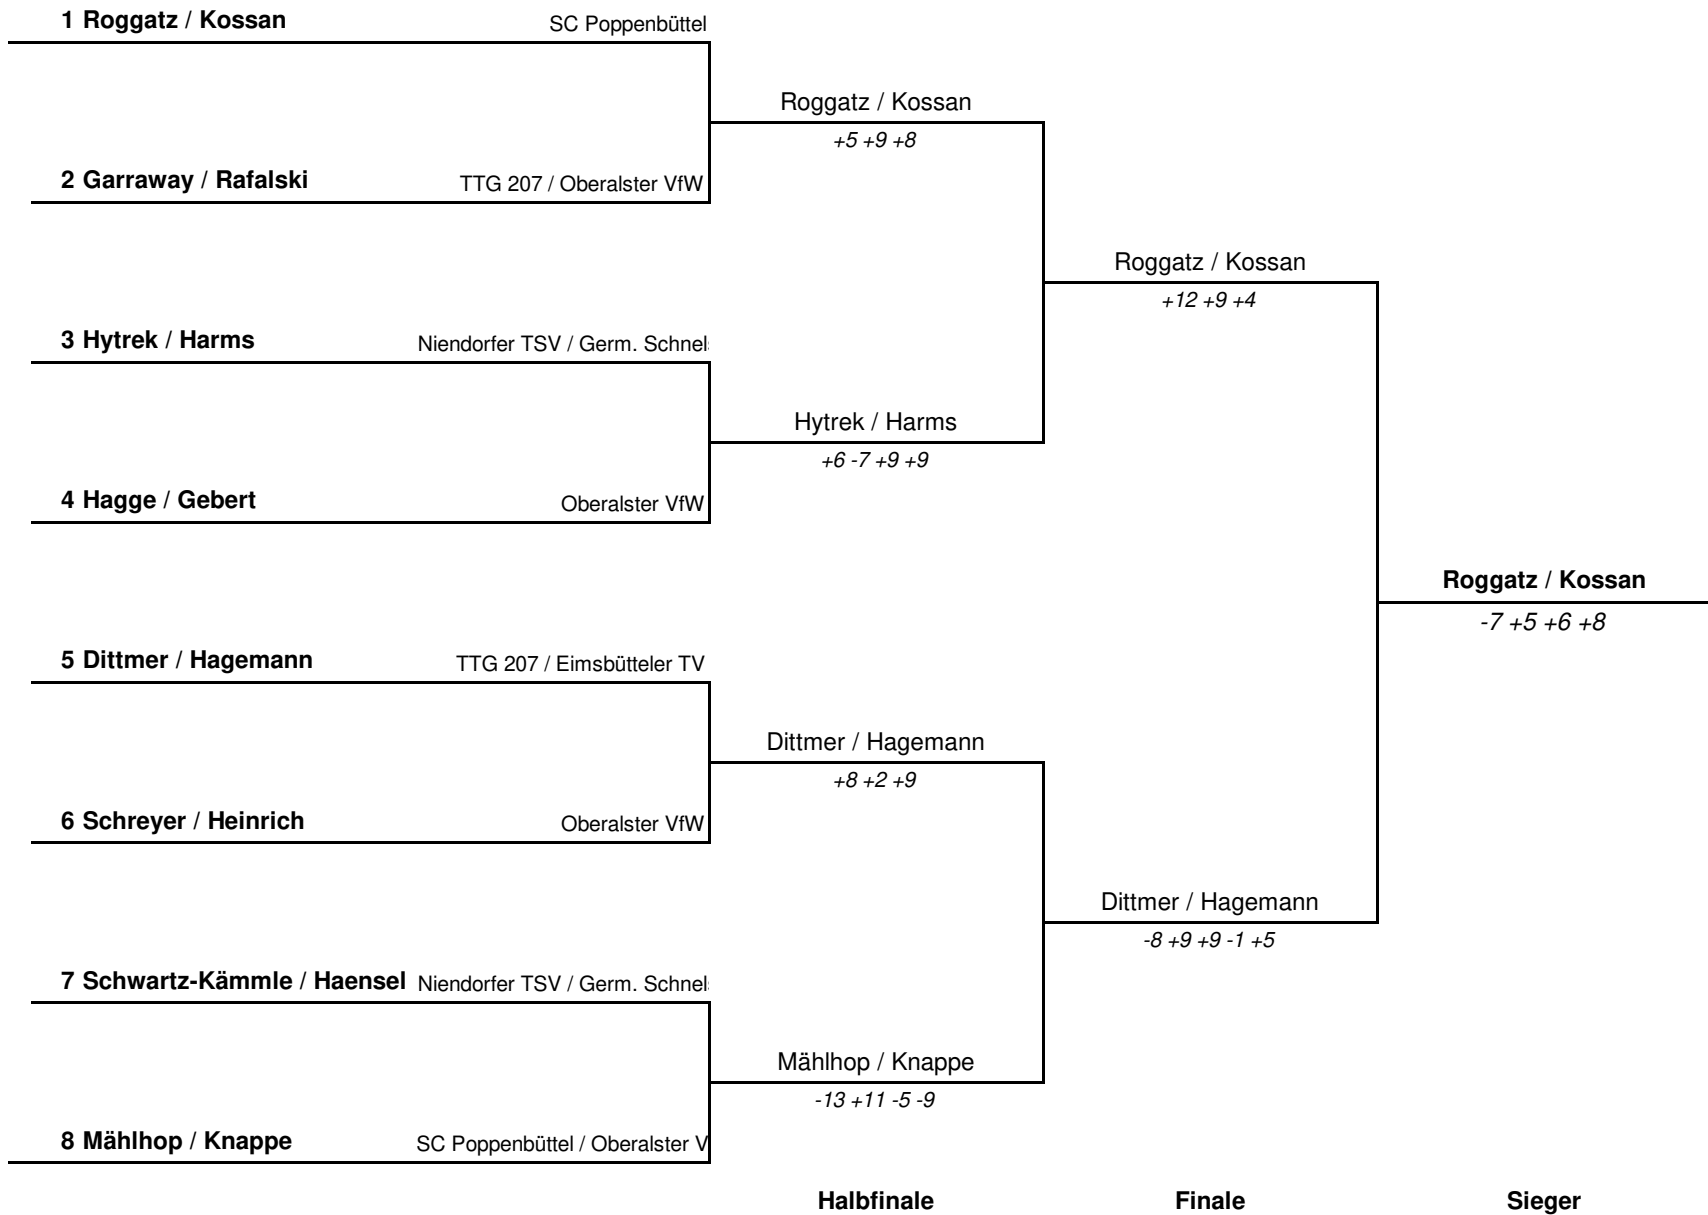 1 Roggatz / Kossan SC Poppenbüttel
Roggatz / Kossan
+5 +9 +8
2 Garraway / Rafalski TTG 207 / Oberalster VfW
Roggatz / Kossan
+12 +9 +4
3 Hytrek / Harms Niendorfer TSV / Germ. Schnels
Hytrek / Harms
+6 -7 +9 +9
4 Hagge / Gebert Oberalster VfW
Roggatz / Kossan
-7 +5 +6 +8
5 Dittmer / Hagemann TTG 207 / Eimsbütteler TV
Dittmer / Hagemann
+8 +2 +9
6 Schreyer / Heinrich Oberalster VfW
Dittmer / Hagemann
-8 +9 +9 -1 +5
7 Schwartz-Kämmle / Haensel Niendorfer TSV / Germ. Schnels
Mählhop / Knappe
-13 +11 -5 -9
8 Mählhop / Knappe SC Poppenbüttel / Oberalster V
Halbfinale Finale Sieger